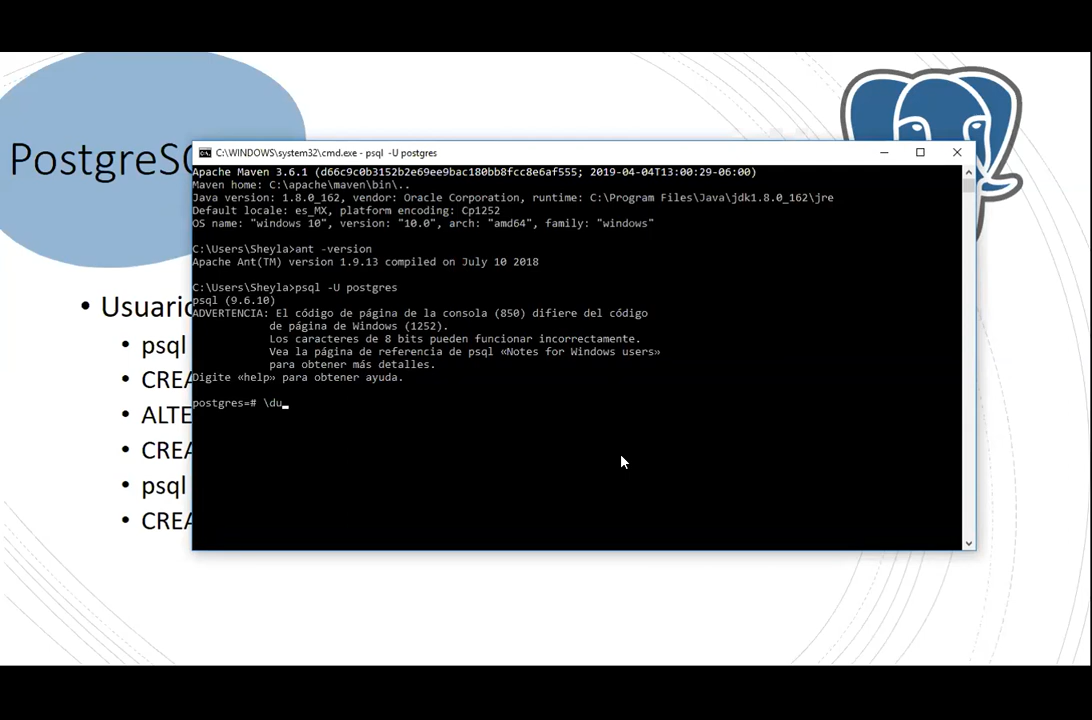 PostgreS
C:\WINDOWS\system32\cmd.exe - psql -U postgres
Apache Maven 3.6.1 (d66c9c0b3152b2e69ee9bac180bb8fcc8e6af555; 2019-04-04T13:00:29-06:00)
Maven home: C:\apache\maven\bin\..
Java version: 1.8.0_162, vendor: Oracle Corporation, runtime: C:\Program Files\Java\jdk1.8.0_162\jre
Default locale: es_MX, platform encoding: Cp1252
OS name: "windows 10", version: "10.0", arch: "amd64", family: "windows"
C:\Users\Sheyla>ant -version
Apache Ant(TM) version 1.9.13 compiled on July 10 2018
C:\Users\Sheyla>psql -U postgres
psql (9.6.10)
ADVERTENCIA: El código de página de la consola (850) difiere del código
de página de Windows (1252).
Los caracteres de 8 bits pueden funcionar incorrectamente.
Vea la página de referencia de psql «Notes for Windows users»
para obtener más detalles.
Digite «help» para obtener ayuda.
postgres=# \du_
• Usuari
• psql
• CREA
• ALTE
• CREA
• psql
• CREA